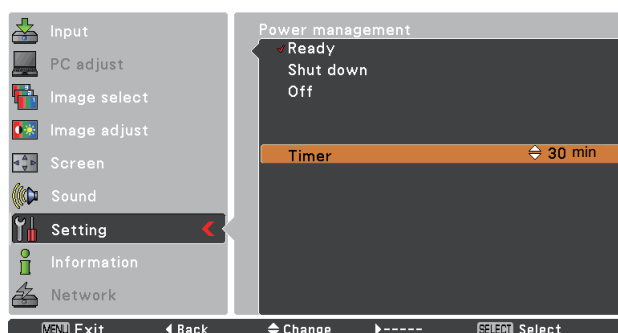 Input
PC adjust
Image select
Image adjust
Screen
Sound
Setting
Information
Network
Power management
Ready
Shut down
Off
Timer 30 min
MENU Exit Back Change ----- SELECT Select